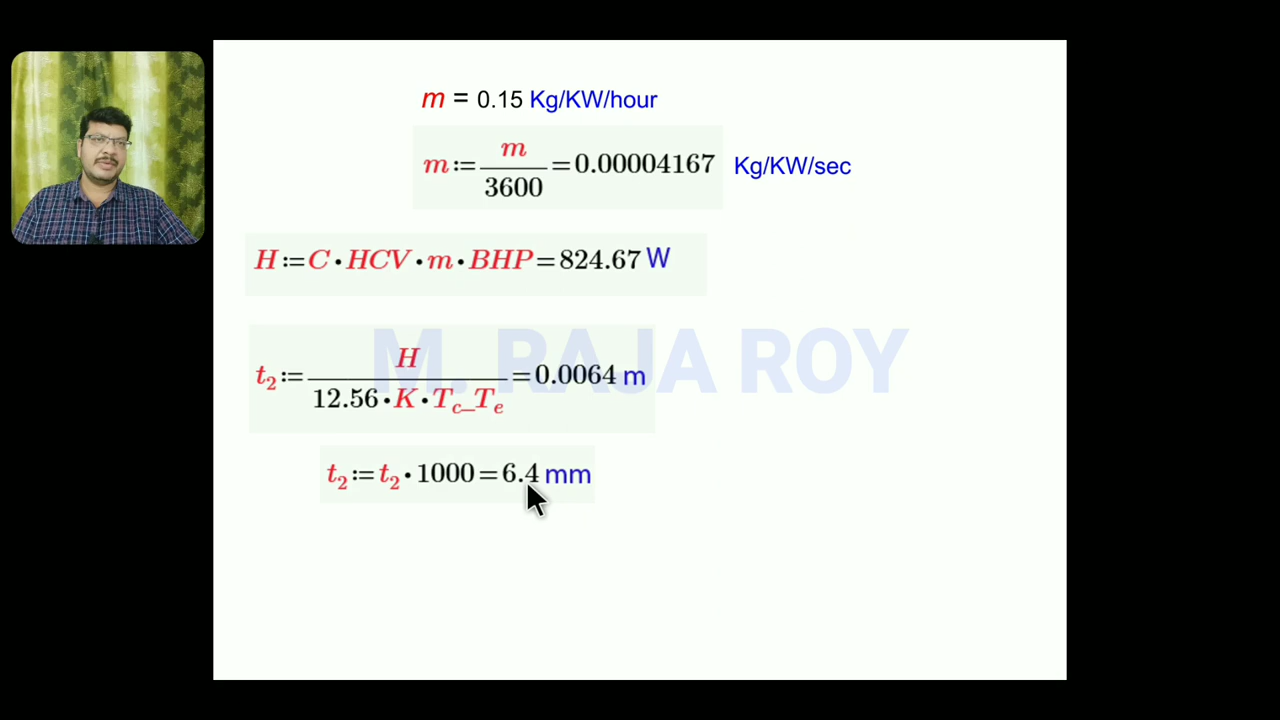 m = 0.15 Kg/KW/hour
m := m/3600 = 0.00004167 Kg/KW/sec
H := C · HCV · m · BHP = 824.67 W
M. RAJA ROY
t₂ := H/(12.56 · K · T_c_T_e) = 0.0064 m
t₂ := t₂ · 1000 = 6.4 mm